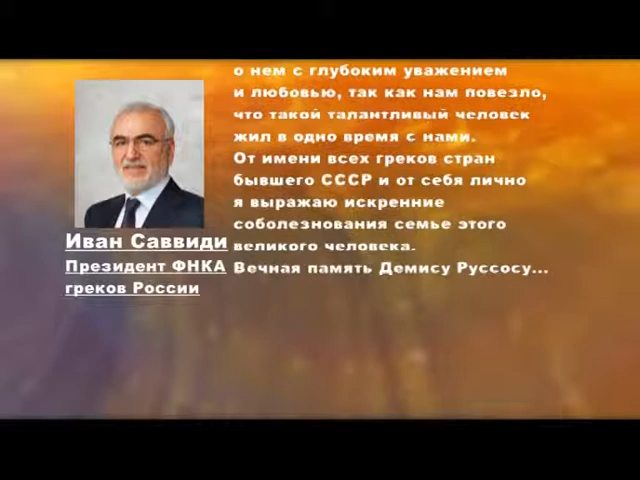 о нем с глубоким уважением
и любовью, так как нам повезло,
что такой талантливый человек
жил в одно время с нами.
От имени всех греков стран
бывшего СССР и от себя лично
я выражаю искренние
соболезнования семье этого
великого человека.
Вечная память Демису Руссосу...
Иван Саввиди
Президент ФНКА
греков России